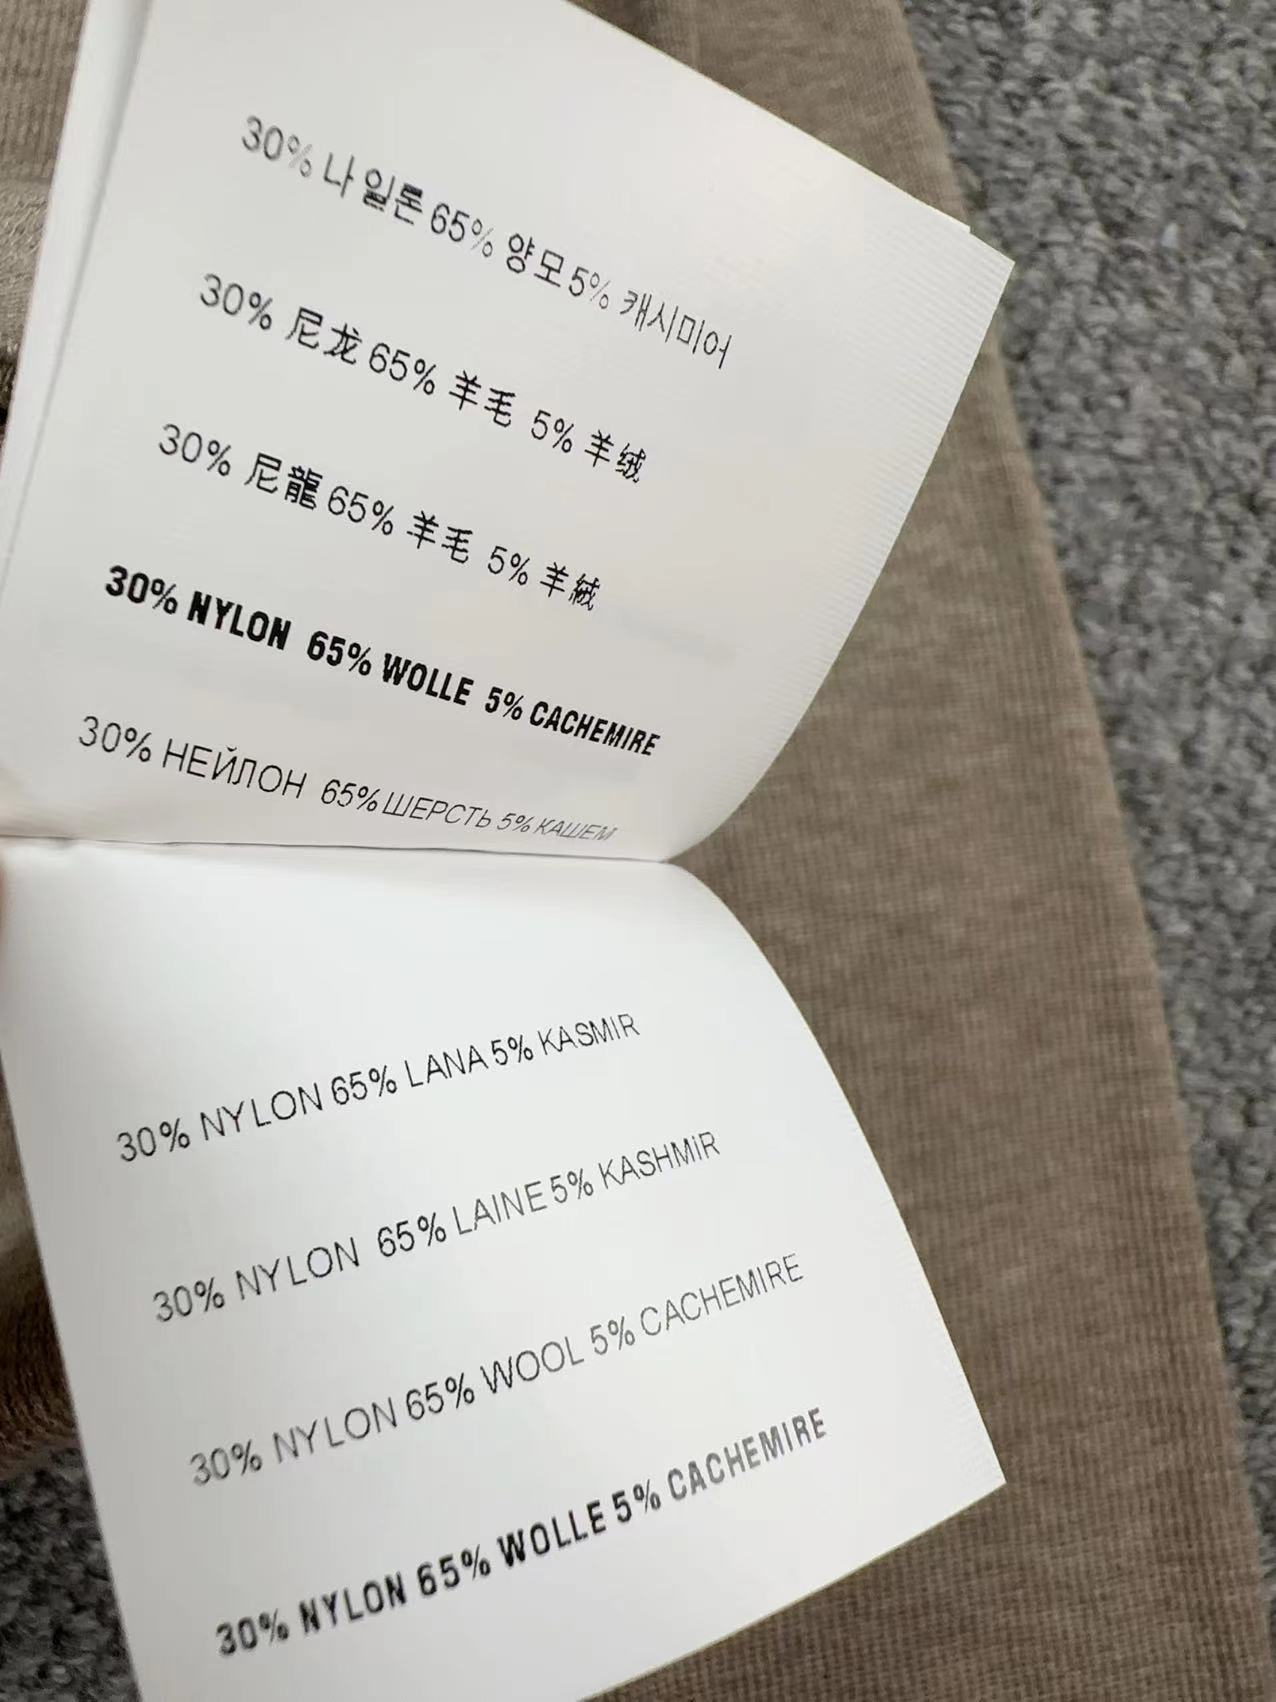 30% 나일론 65% 양모 5% 캐시미어
30% 尼龙 65% 羊毛 5% 羊绒
30% 尼龍 65% 羊毛 5% 羊絨
30% NYLON 65% WOLLE 5% CACHEMIRE
30% НЕЙЛОН 65% ШЕРСТЬ 5% КАШЕМ
30% NYLON 65% LANA 5% KASMIR
30% NYLON 65% LAINE 5% KASHMiR
30% NYLON 65% WOOL 5% CACHEMIRE
30% NYLON 65% WOLLE 5% CACHEMIRE